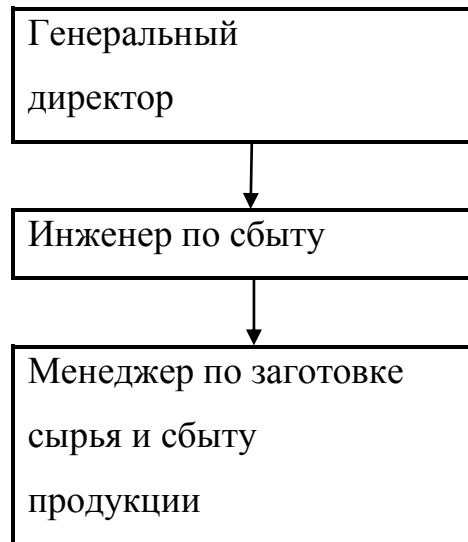 Генеральный
директор
Инженер по сбыту
Менеджер по заготовке
сырья и сбыту
продукции